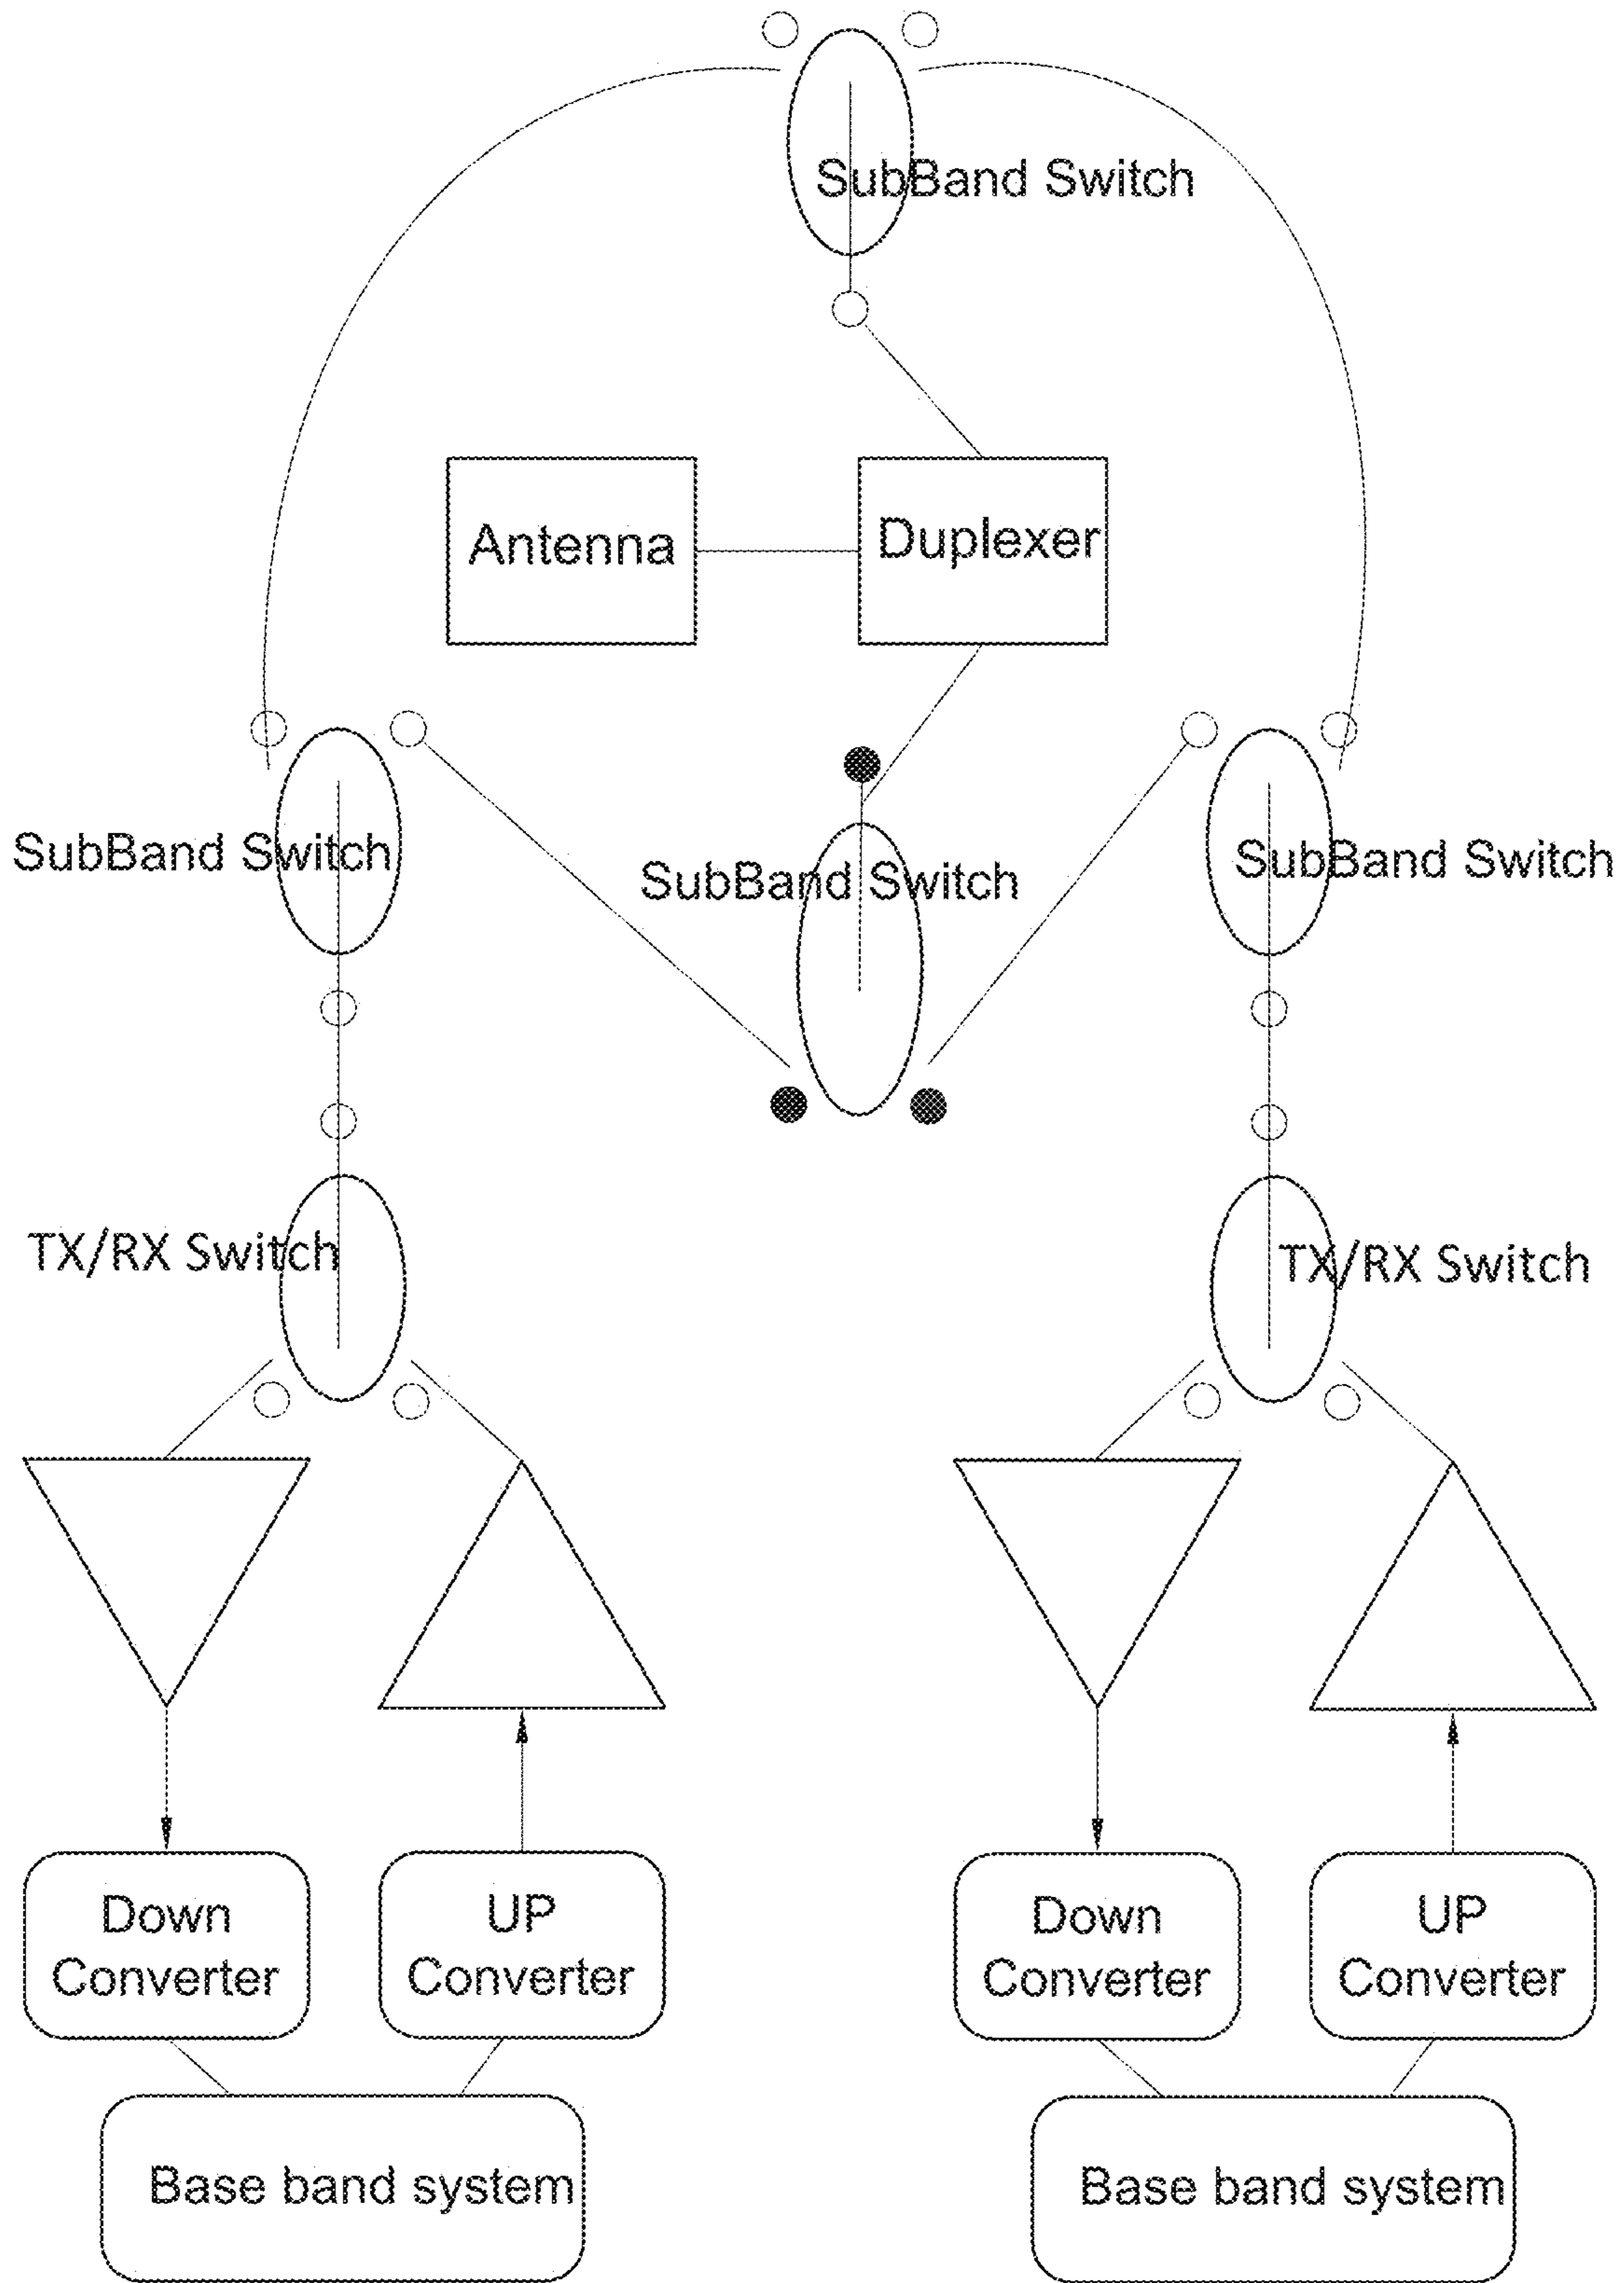 SubBand Switch
Antenna
Duplexer
SubBand Switch
SubBand Switch
SubBand Switch
TX/RX Switch
TX/RX Switch
Down
Converter
UP
Converter
Down
Converter
UP
Converter
Base band system
Base band system